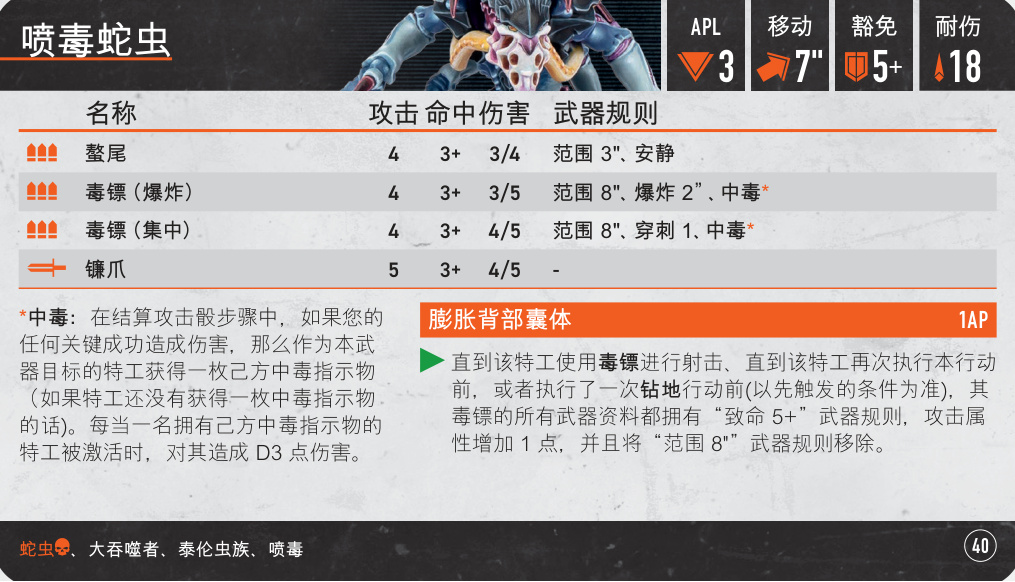 喷毒蛇虫
APL 移动 豁免 耐伤
3 7" 5+ 18
名称 攻击 命中 伤害 武器规则
螯尾 4 3+ 3/4 范围 3"、安静
毒镖（爆炸） 4 3+ 3/5 范围 8"、爆炸 2”、中毒*
毒镖（集中） 4 3+ 4/5 范围 8"、穿刺 1、中毒*
镰爪 5 3+ 4/5 -
*中毒：在结算攻击骰步骤中，如果您的
任何关键成功造成伤害，那么作为本武
器目标的特工获得一枚己方中毒指示物
（如果特工还没有获得一枚中毒指示物
的话)。每当一名拥有己方中毒指示物的
特工被激活时，对其造成 D3 点伤害。
膨胀背部囊体 1AP
直到该特工使用毒镖进行射击、直到该特工再次执行本行动
前，或者执行了一次钻地行动前(以先触发的条件为准)，其
毒镖的所有武器资料都拥有“致命 5+”武器规则，攻击属
性增加 1 点，并且将“范围 8"”武器规则移除。
蛇虫、大吞噬者、泰伦虫族、喷毒
40